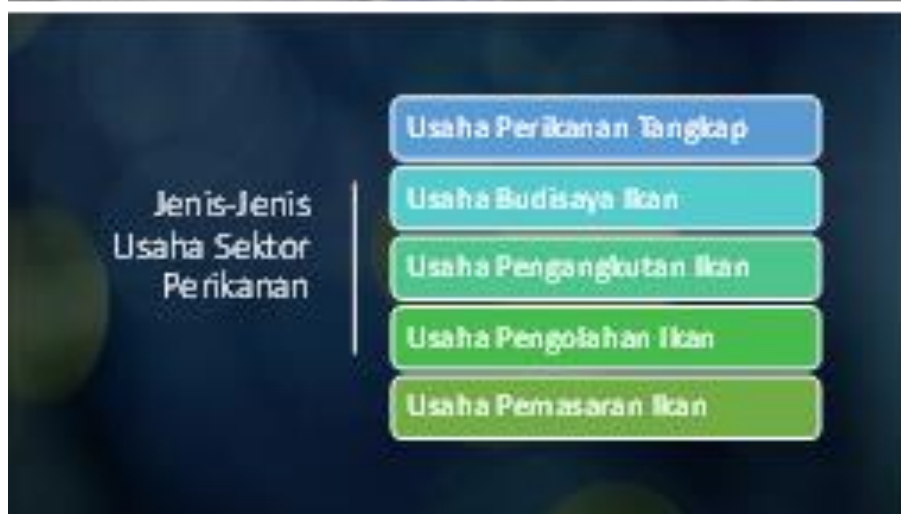 Jenis-Jenis
Usaha Sektor
Perikanan
Usaha Perikanan Tangkap
Usaha Budisaya Ikan
Usaha Pengangkutan Ikan
Usaha Pengolahan Ikan
Usaha Pemasaran Ikan